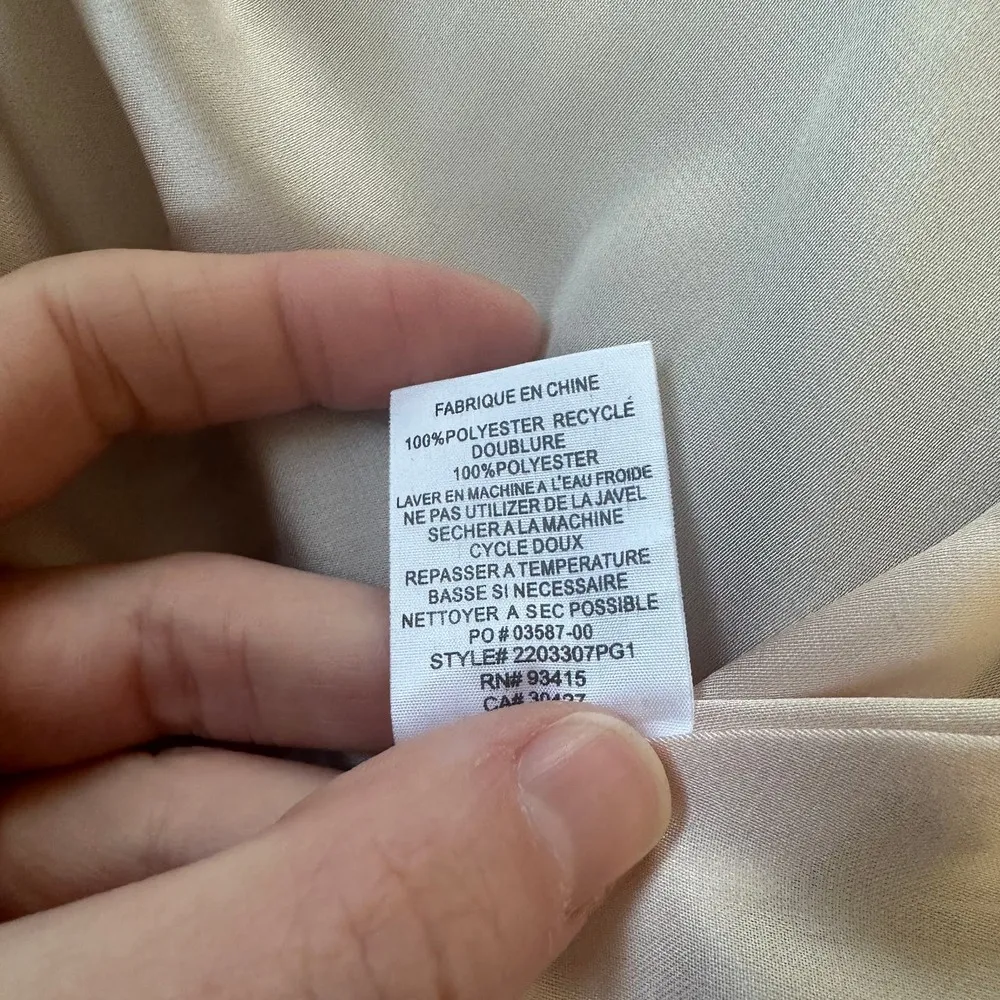 FABRIQUE EN CHINE
100%POLYESTER RECYCLÉ
DOUBLURE
100%POLYESTER
LAVER EN MACHINE A L'EAU FROIDE
NE PAS UTILIZER DE LA JAVEL
SECHER A LA MACHINE
CYCLE DOUX
REPASSER A TEMPERATURE
BASSE SI NECESSAIRE
NETTOYER A SEC POSSIBLE
PO # 03587-00
STYLE# 2203307PG1
RN# 93415
CA#